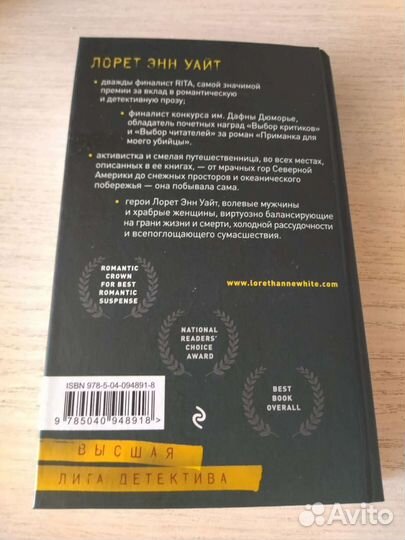 ЛОРЕТ ЭНН УАЙТ
• дважды финалист RITA, самой значимой
премии за вклад в романтическую
и детективную прозу;
• финалист конкурса им. Дафны Дюморье,
обладатель почетных наград «Выбор критиков»
и «Выбор читателей» за роман "Приманка для
моего убийцы".
• активистка и смелая путешественница, во всех местах,
описанных в ее книгах, — от мрачных гор Северной
Америки до снежных просторов и океанического
побережья — она побывала сама.
• герои Лорет Энн Уайт, волевые мужчины
и храбрые женщины, виртуозно балансирующие
на грани жизни и смерти, холодной рассудочности
и всепоглощающего сумасшествия.
www.lorethannewhite.com
ROMANTIC
CROWN
FOR BEST
ROMANTIC
SUSPENSE
NATIONAL
READERS'
CHOICE
AWARD
BEST
BOOK
OVERALL
ISBN 978-5-04-094891-8
9 785040 948918 >
ВЫСШАЯ
ЛИГА ДЕТЕКТИВА
Avito